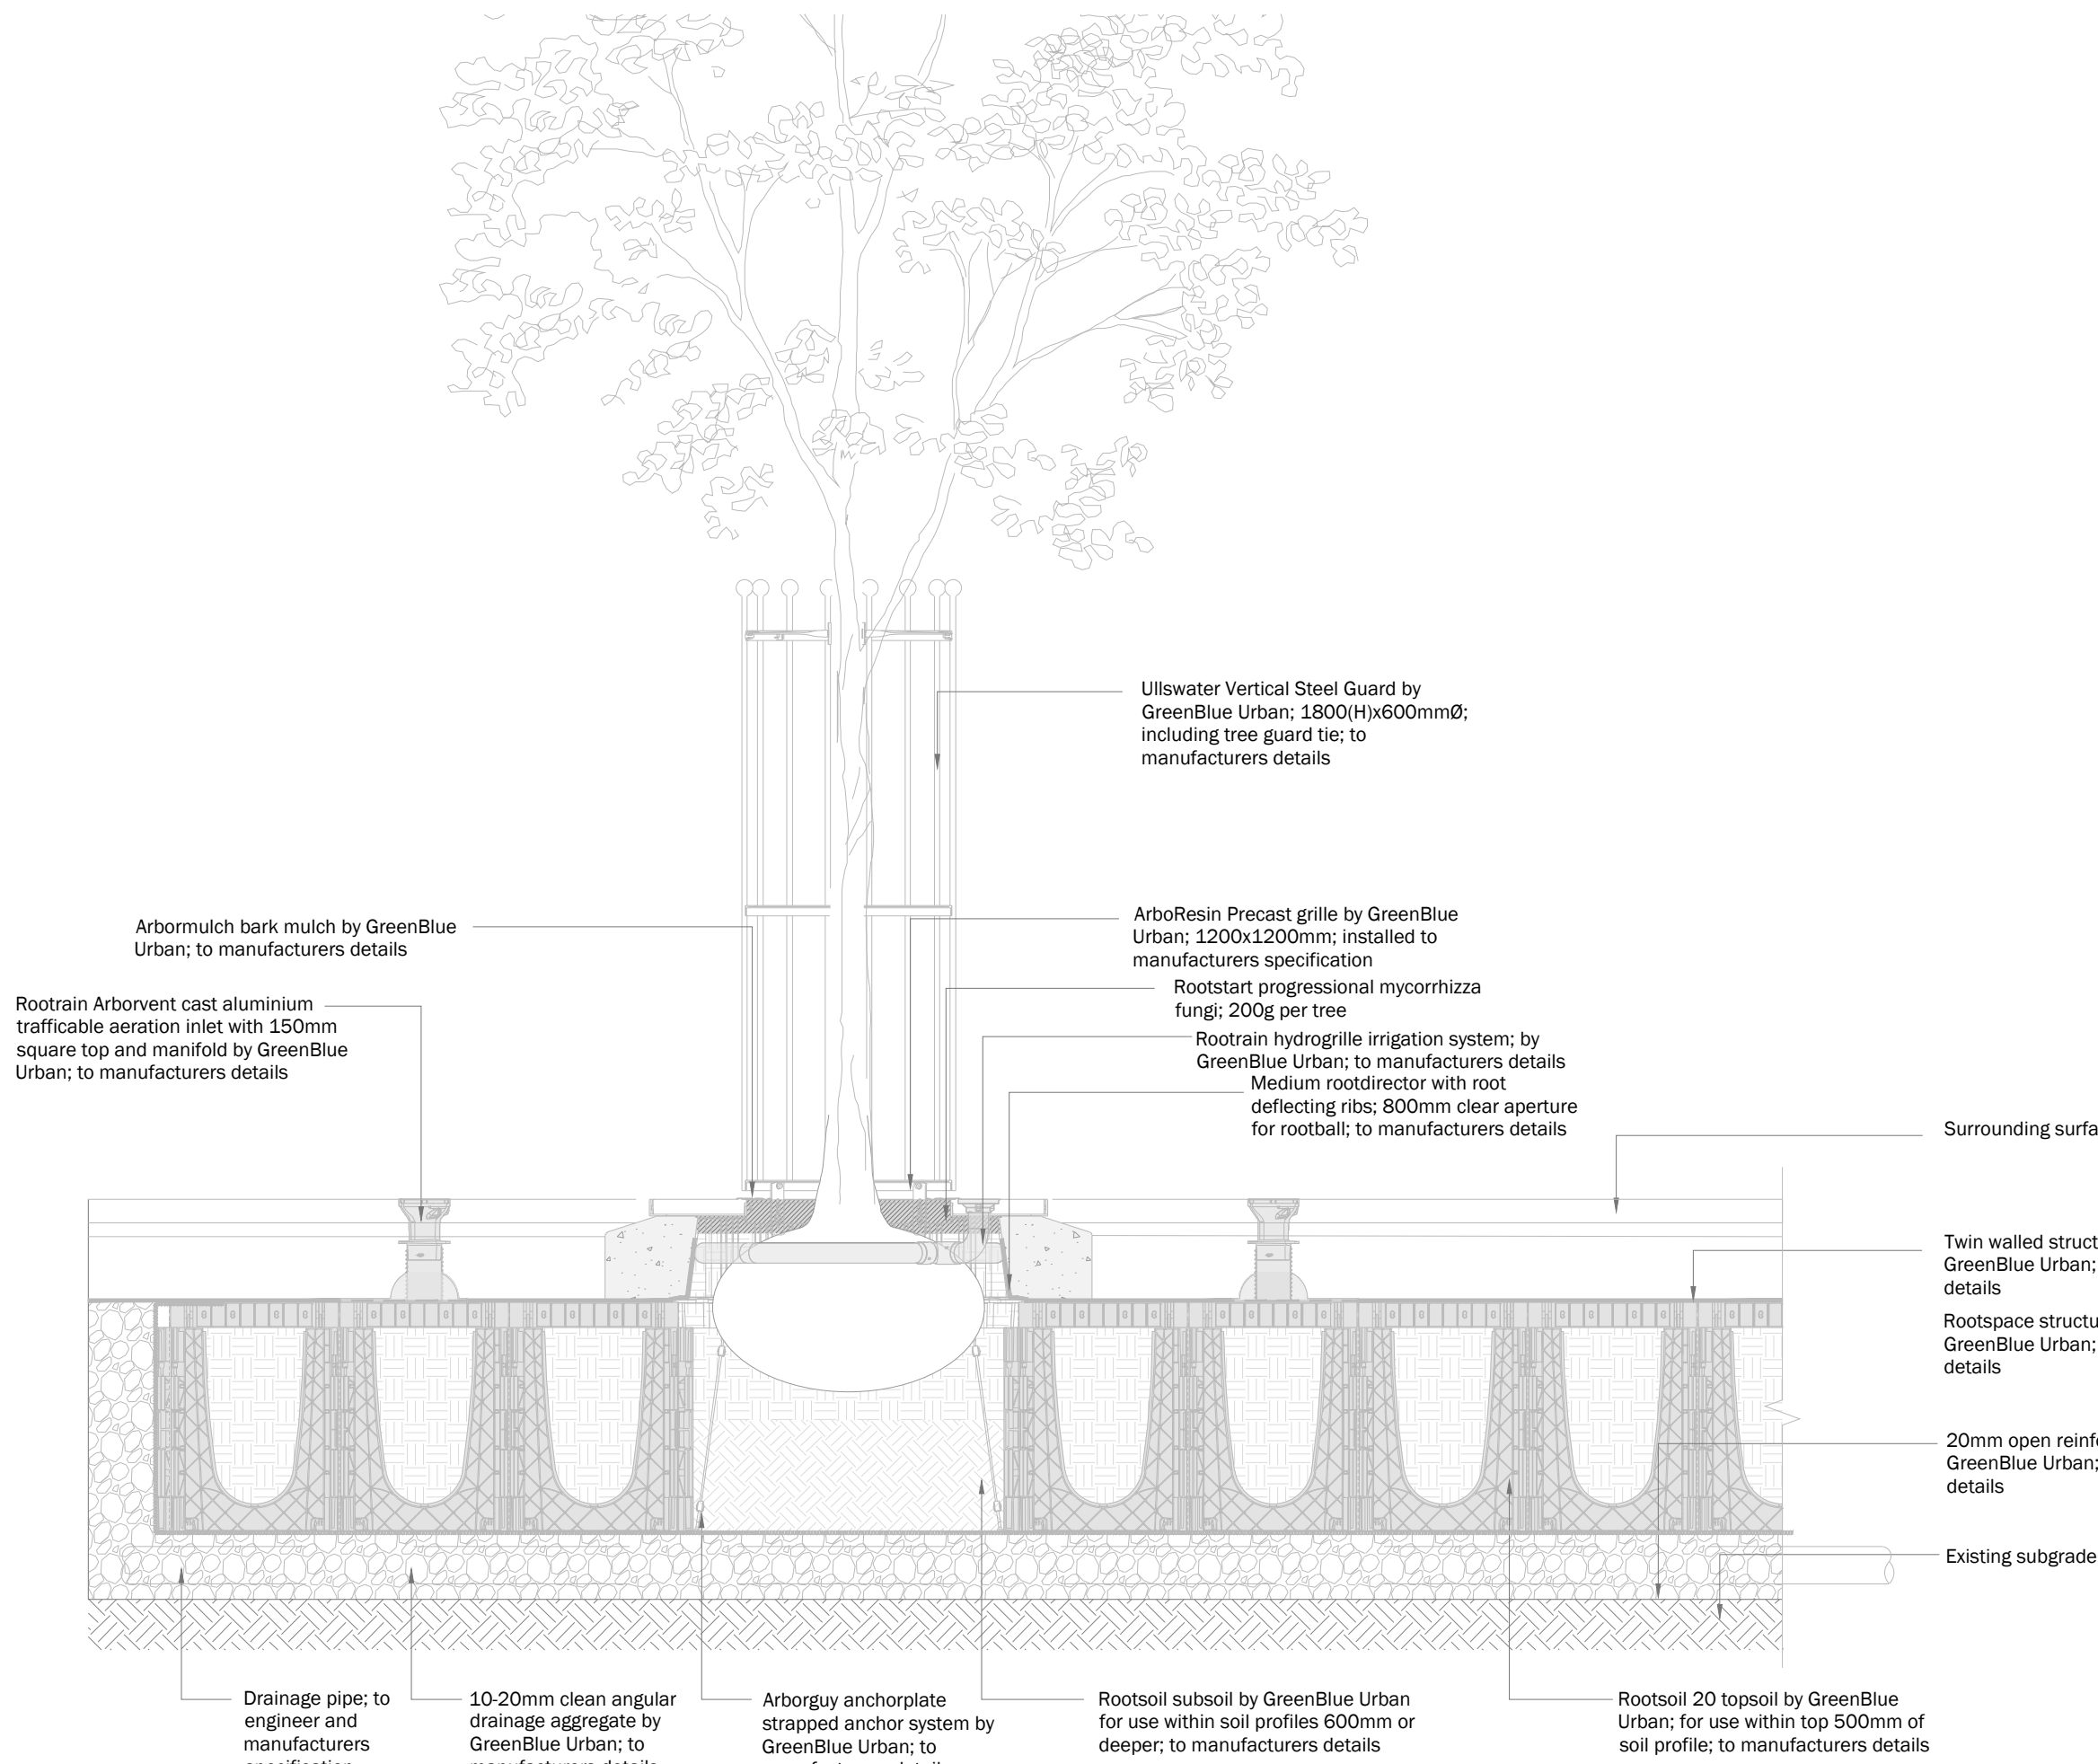 Ullswater Vertical Steel Guard by
GreenBlue Urban; 1800(H)x600mmØ;
including tree guard tie; to
manufacturers details
Arbormulch bark mulch by GreenBlue
Urban; to manufacturers details
ArboResin Precast grille by GreenBlue
Urban; 1200x1200mm; installed to
manufacturers specification
Rootrain Arborvent cast aluminium
trafficable aeration inlet with 150mm
square top and manifold by GreenBlue
Urban; to manufacturers details
Rootstart progressional mycorrhizza
fungi; 200g per tree
Rootrain hydrogrille irrigation system; by
GreenBlue Urban; to manufacturers details
Medium rootdirector with root
deflecting ribs; 800mm clear aperture
for rootball; to manufacturers details
Surrounding
Twin walled
GreenBlue Urban;
details
Rootspace
GreenBlue Urban;
details
20mm open
GreenBlue Urban;
details
Existing subgrade
Drainage pipe; to
engineer and
manufacturers
specification
10-20mm clean angular
drainage aggregate by
GreenBlue Urban; to
manufacturers details
Arborguy anchorplate
strapped anchor system by
GreenBlue Urban; to
manufacturers details
Rootsoil subsoil by GreenBlue Urban
for use within soil profiles 600mm or
deeper; to manufacturers details
Rootsoil 20 topsoil by GreenBlue
Urban; for use within top 500mm of
soil profile; to manufacturers details